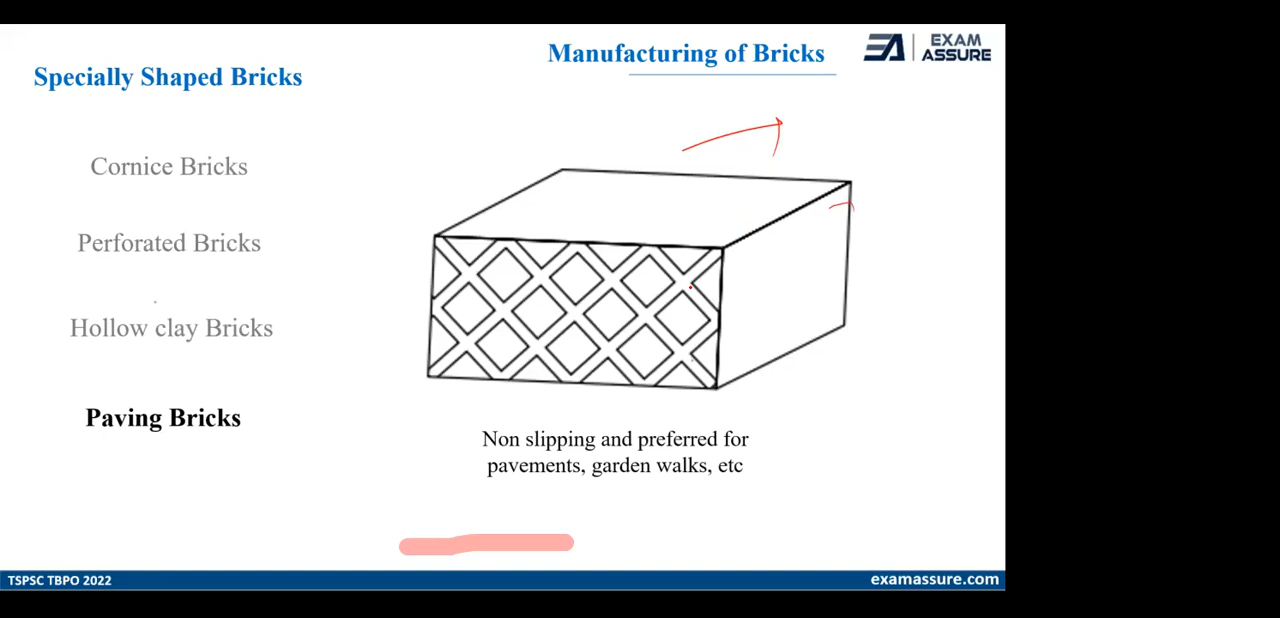 Manufacturing of Bricks
EXAM
ASSURE
Specially Shaped Bricks
Cornice Bricks
Perforated Bricks
Hollow clay Bricks
Paving Bricks
Non slipping and preferred for
pavements, garden walks, etc
TSPSC TBPO 2022
examassure.com